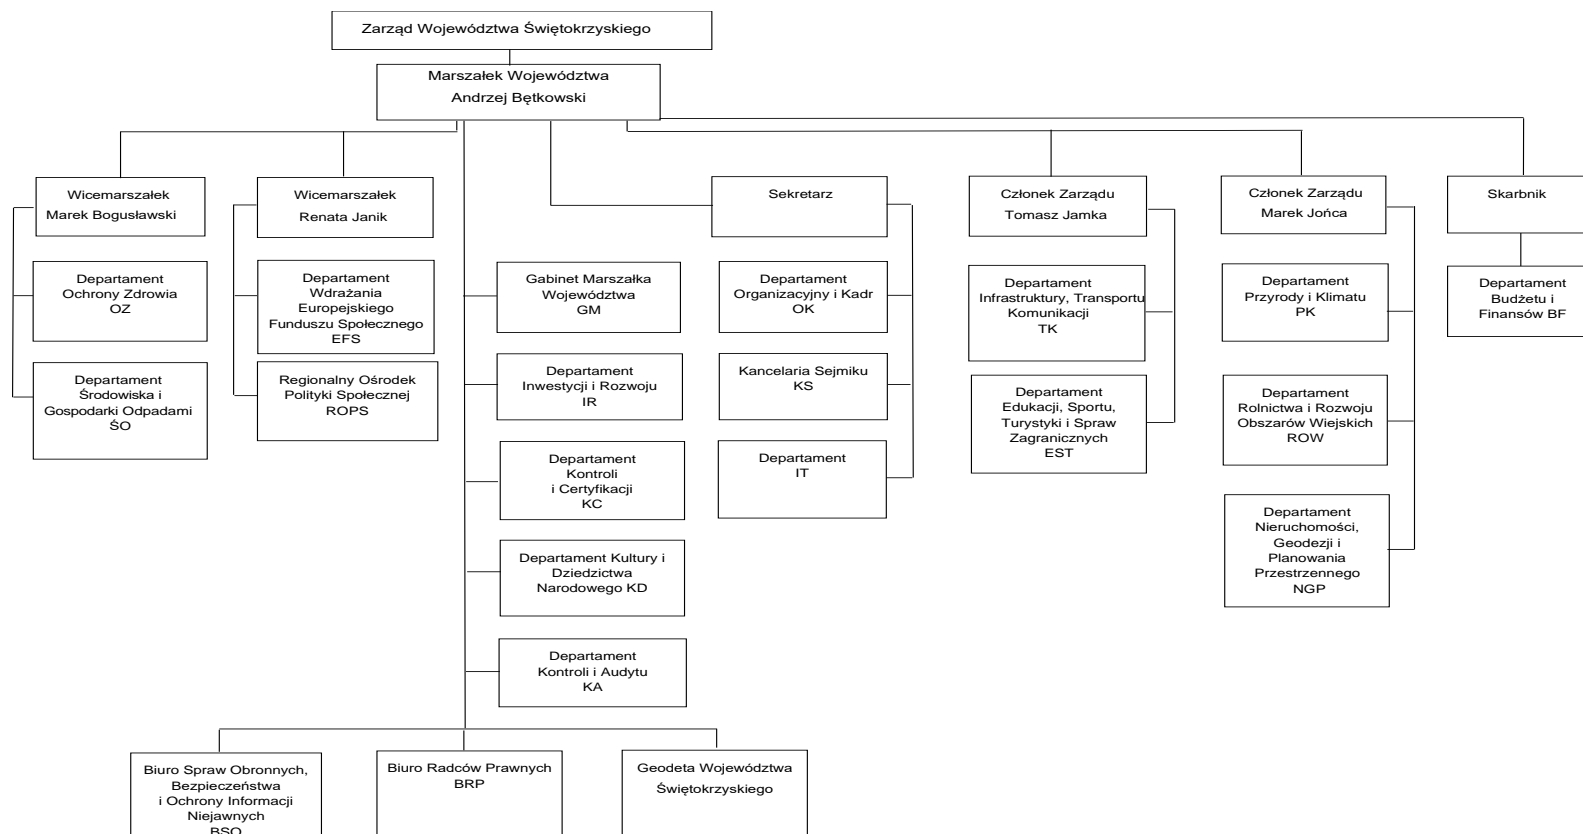 Zarząd Województwa Świętokrzyskiego
Marszałek Województwa
Andrzej Bętkowski
Wicemarszałek
Marek Bogusławski
Wicemarszałek
Renata Janik
Sekretarz
Członek Zarządu
Tomasz Jamka
Członek Zarządu
Marek Jońca
Skarbnik
Departament
Ochrony Zdrowia
OZ
Departament
Wdrażania
Europejskiego
Funduszu Społecznego
EFS
Gabinet Marszałka
Województwa
GM
Departament
Organizacyjny i Kadr
OK
Departament
Infrastruktury, Transportu
Komunikacji
TK
Departament
Przyrody i Klimatu
PK
Departament
Budżetu i
Finansów BF
Departament
Środowiska i
Gospodarki Odpadami
ŚO
Regionalny Ośrodek
Polityki Społecznej
ROPS
Departament
Inwestycji i Rozwoju
IR
Kancelaria Sejmiku
KS
Departament
Edukacji, Sportu,
Turystyki i Spraw
Zagranicznych
EST
Departament
Rolnictwa i Rozwoju
Obszarów Wiejskich
ROW
Departament
Kontroli
i Certyfikacji
KC
Departament
IT
Departament
Nieruchomości,
Geodezji i
Planowania
Przestrzennego
NGP
Departament Kultury i
Dziedzictwa
Narodowego KD
Departament
Kontroli i Audytu
KA
Biuro Spraw Obronnych,
Bezpieczeństwa
i Ochrony Informacji
Niejawnych
BSO
Biuro Radców Prawnych
BRP
Geodeta Województwa
Świętokrzyskiego